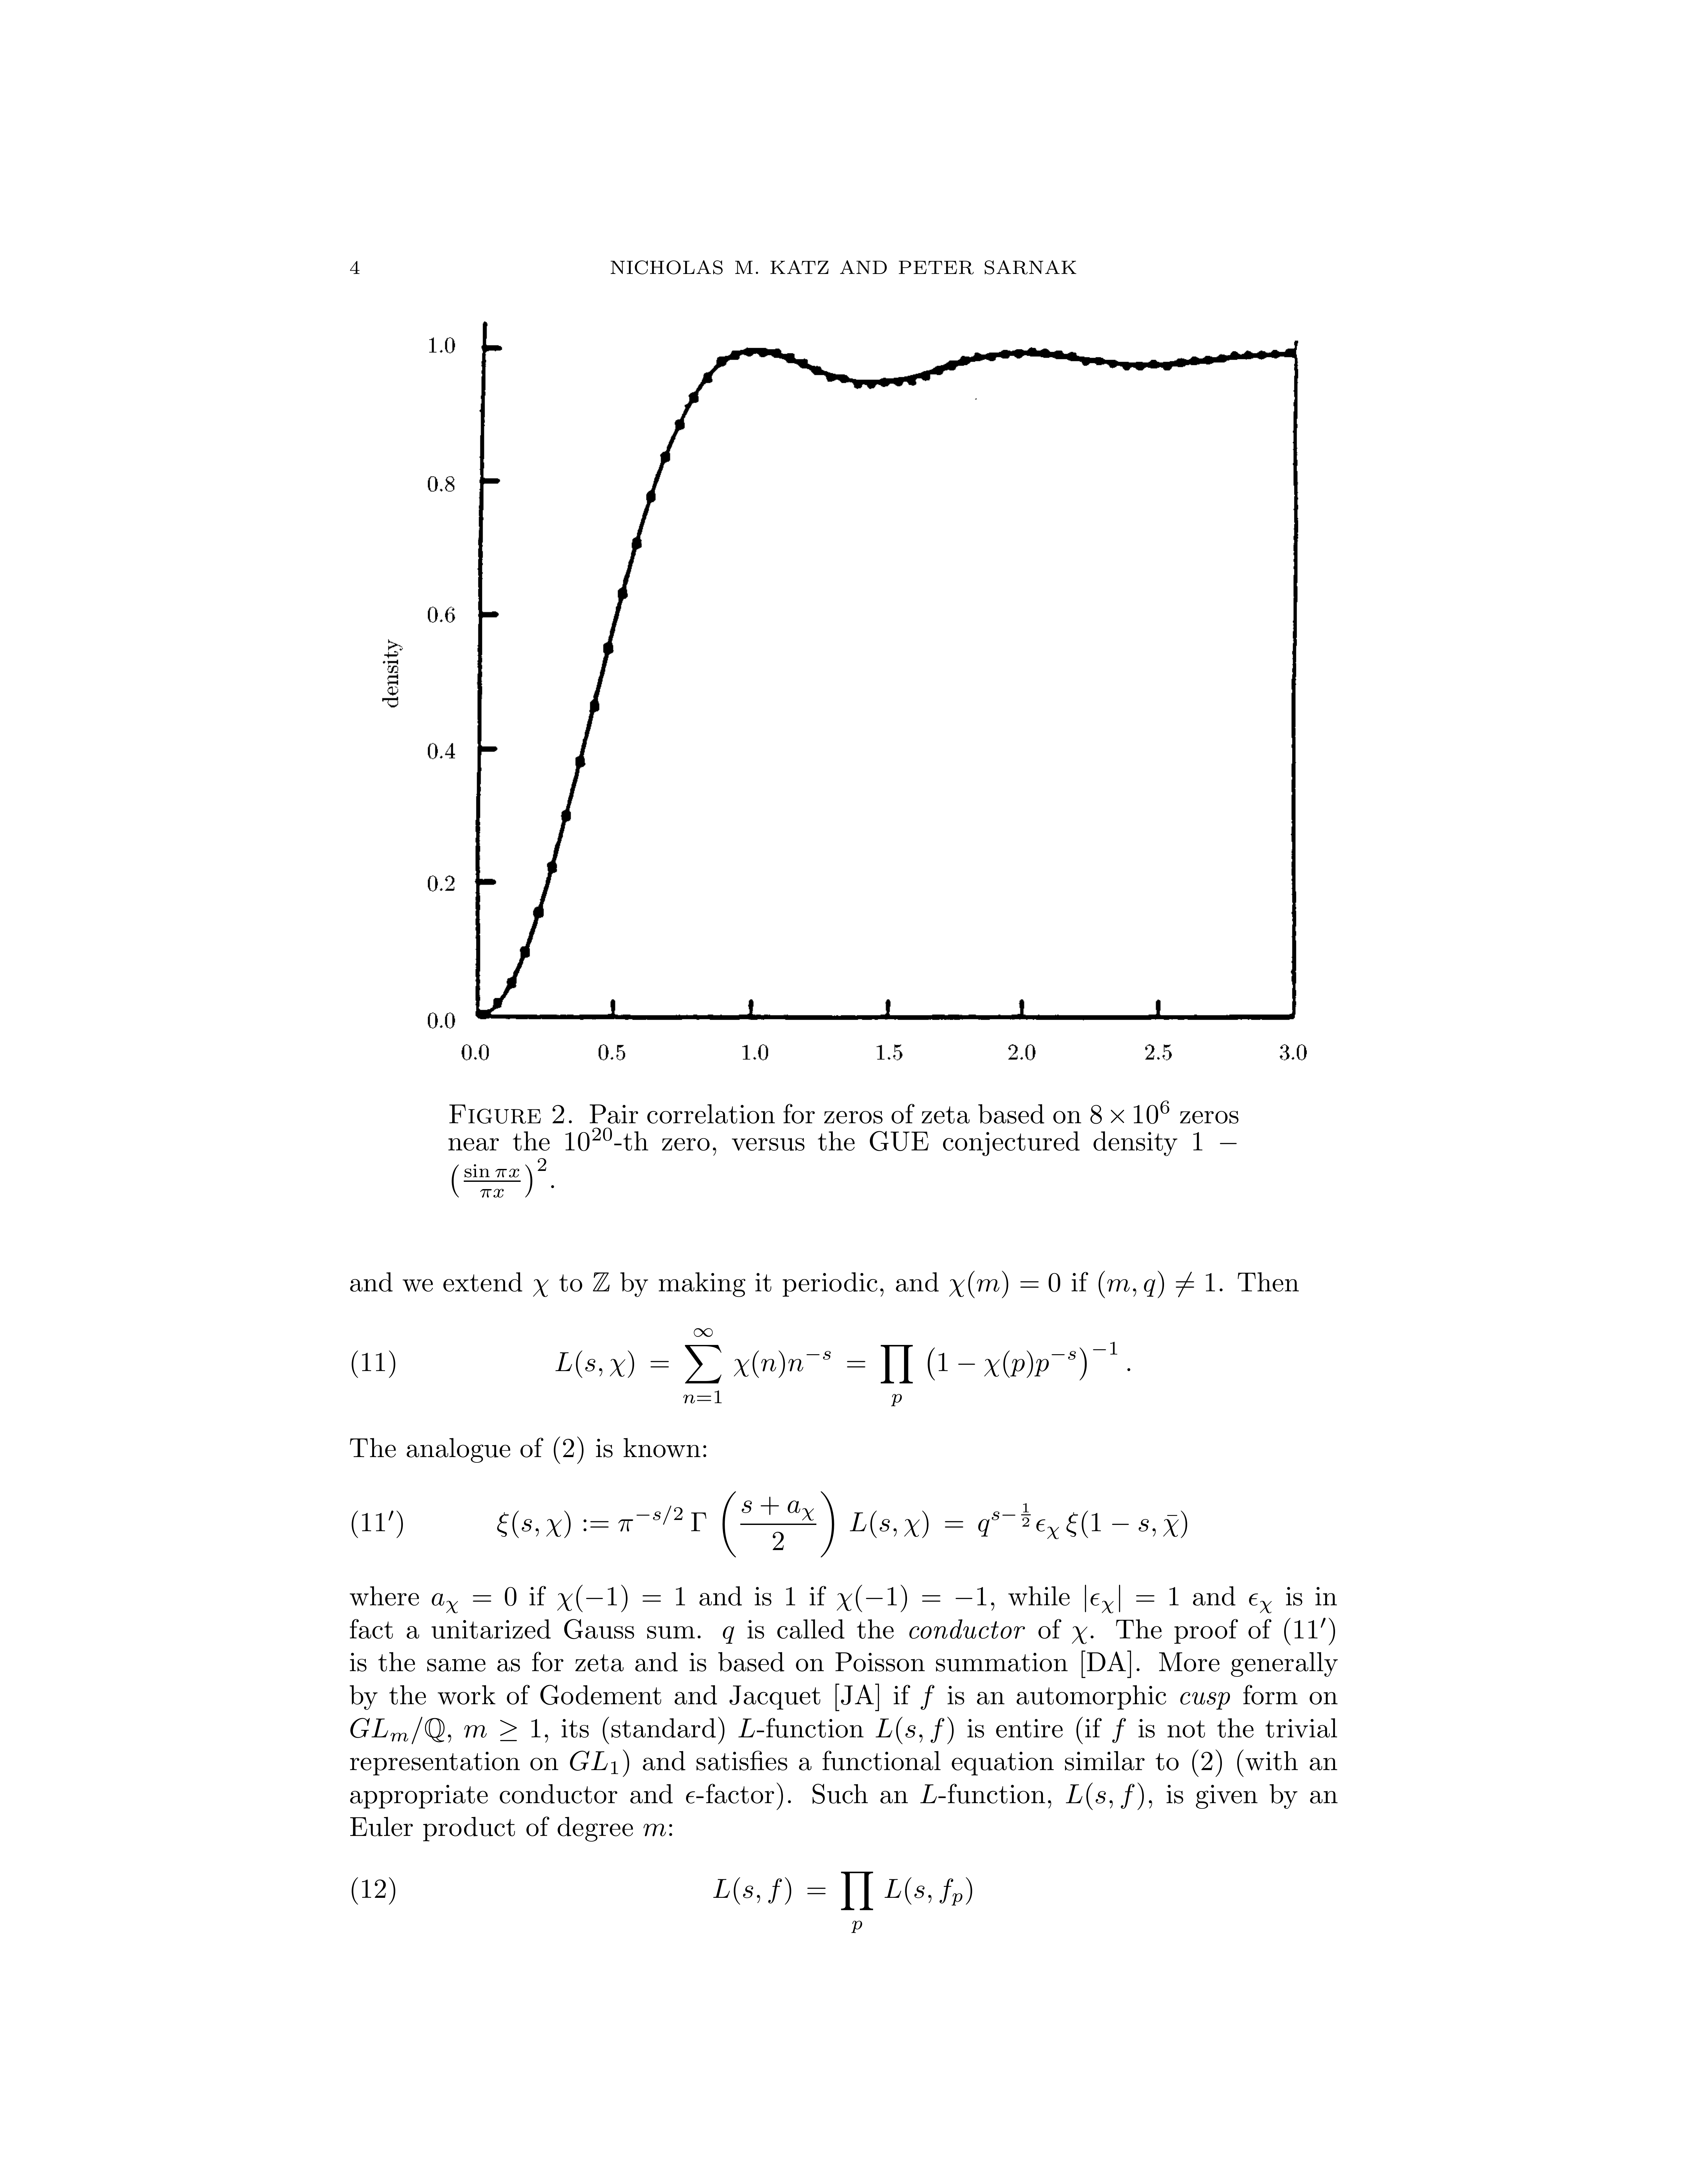 4 NICHOLAS M. KATZ AND PETER SARNAK
1.0
0.8
0.6
density
0.4
0.2
0.0
0.0 0.5 1.0 1.5 2.0 2.5 3.0
FIGURE 2. Pair correlation for zeros of zeta based on 8 × 10⁶ zeros
near the 10²⁰-th zero, versus the GUE conjectured density 1 −
(sin πx / πx)².
and we extend χ to ℤ by making it periodic, and χ(m) = 0 if (m, q) ≠ 1. Then
(11) L(s, χ) = ∑_{n=1}^{∞} χ(n)n^{−s} = ∏_p (1 − χ(p)p^{−s})^{−1}.
The analogue of (2) is known:
(11′) ξ(s, χ) := π^{−s/2} Γ ((s + a_χ)/2) L(s, χ) = q^{s−1/2} ϵ_χ ξ(1 − s, χ̄)
where a_χ = 0 if χ(−1) = 1 and is 1 if χ(−1) = −1, while |ϵ_χ| = 1 and ϵ_χ is in
fact a unitarized Gauss sum. q is called the conductor of χ. The proof of (11′)
is the same as for zeta and is based on Poisson summation [DA]. More generally
by the work of Godement and Jacquet [JA] if f is an automorphic cusp form on
GL_m/ℚ, m ≥ 1, its (standard) L-function L(s, f) is entire (if f is not the trivial
representation on GL₁) and satisfies a functional equation similar to (2) (with an
appropriate conductor and ϵ-factor). Such an L-function, L(s, f), is given by an
Euler product of degree m:
(12) L(s, f) = ∏_p L(s, f_p)